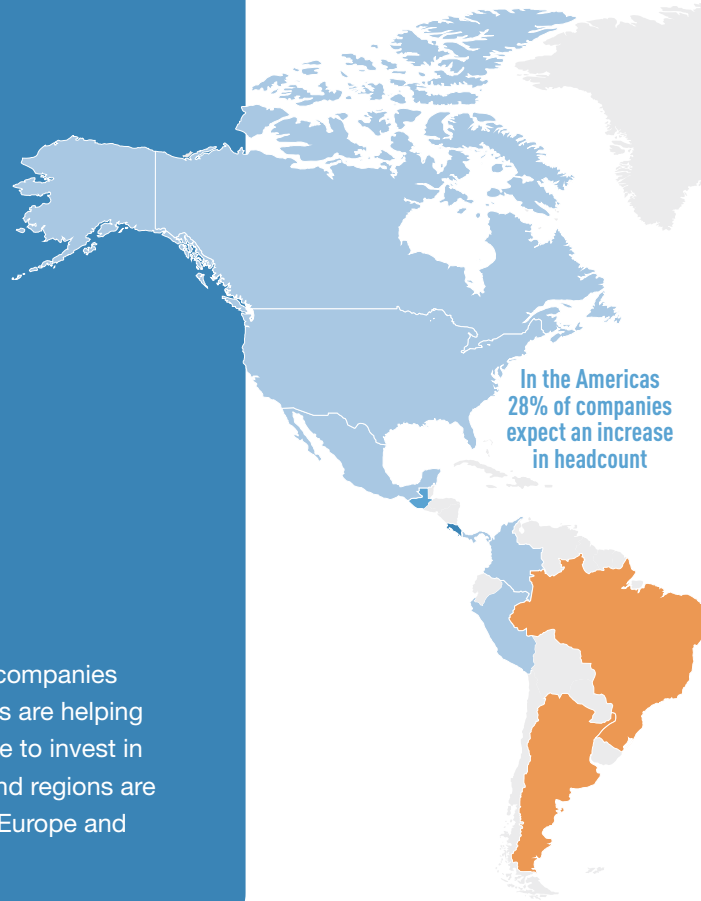 In the Americas
28% of companies
expect an increase
in headcount
companies
s are helping
e to invest in
nd regions are
Europe and